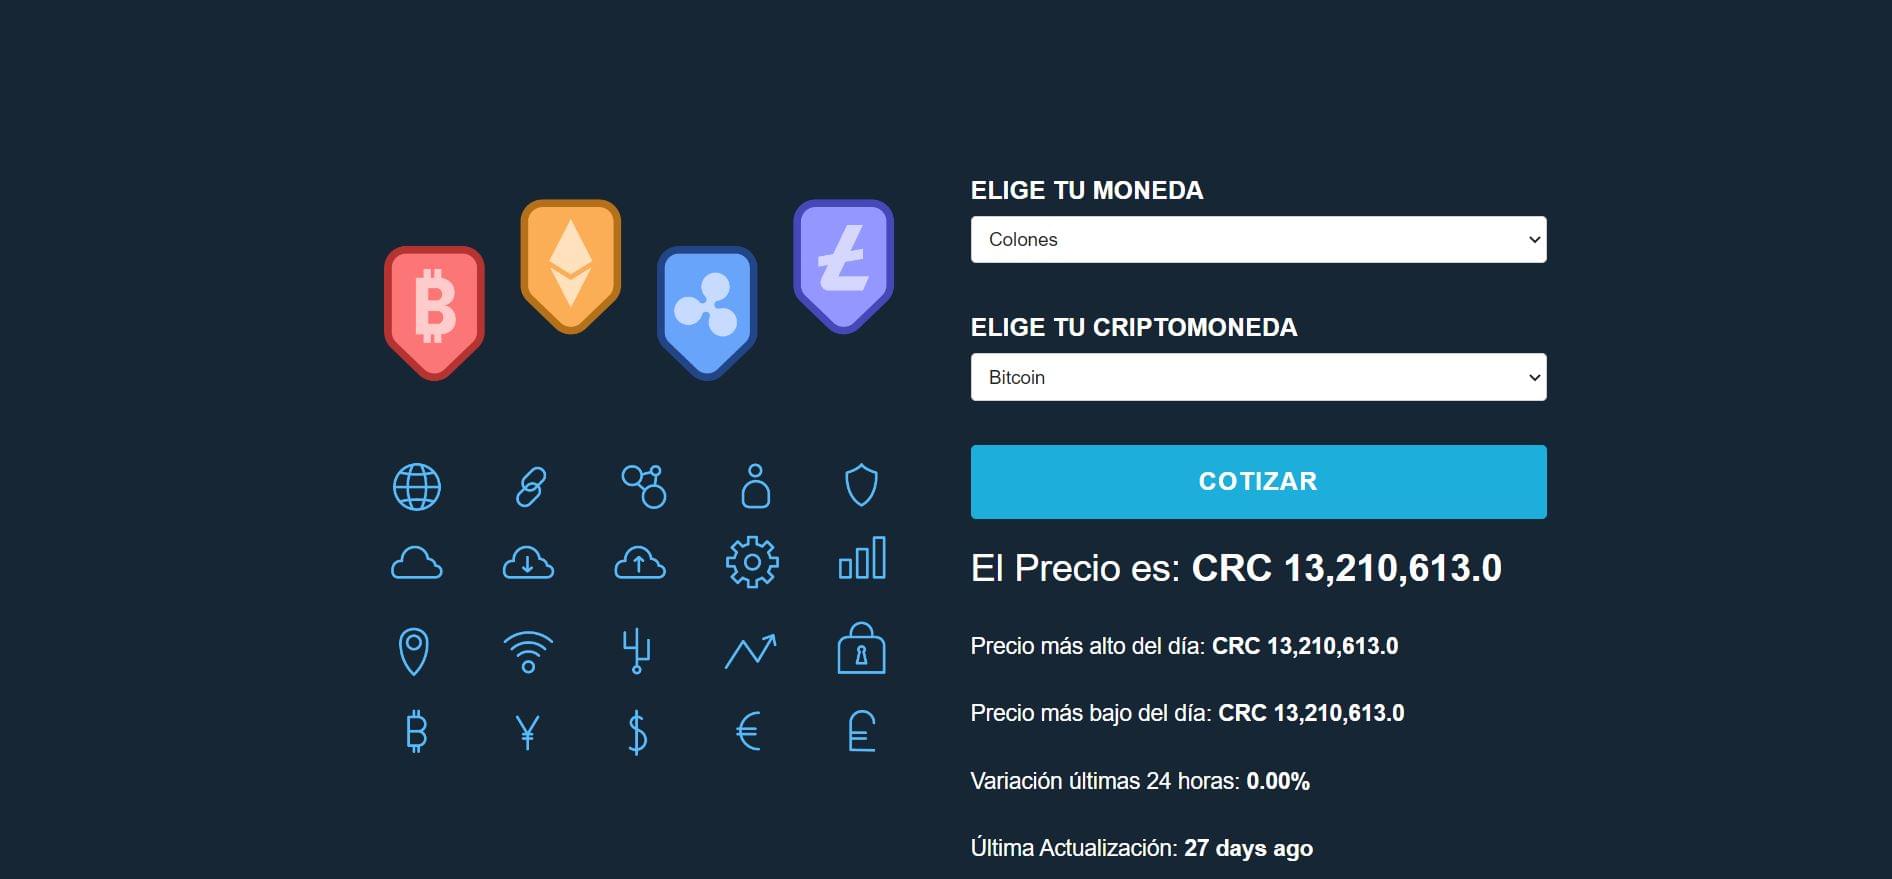 ELIGE TU MONEDA
Colones
ELIGE TU CRIPTOMONEDA
Bitcoin
COTIZAR
El Precio es: CRC 13,210,613.0
Precio más alto del día: CRC 13,210,613.0
Precio más bajo del día: CRC 13,210,613.0
Variación últimas 24 horas: 0.00%
Última Actualización: 27 days ago